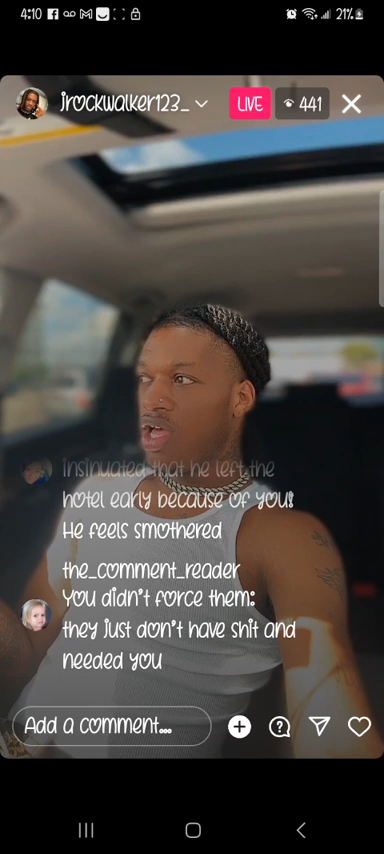 4:10 21%
jrockwalker123_ LIVE 441
insinuated that he left the
hotel early because of you!!
He feels smothered
the_comment_reader
You didn't force them:
they just don't have shit and
needed you
Add a comment...